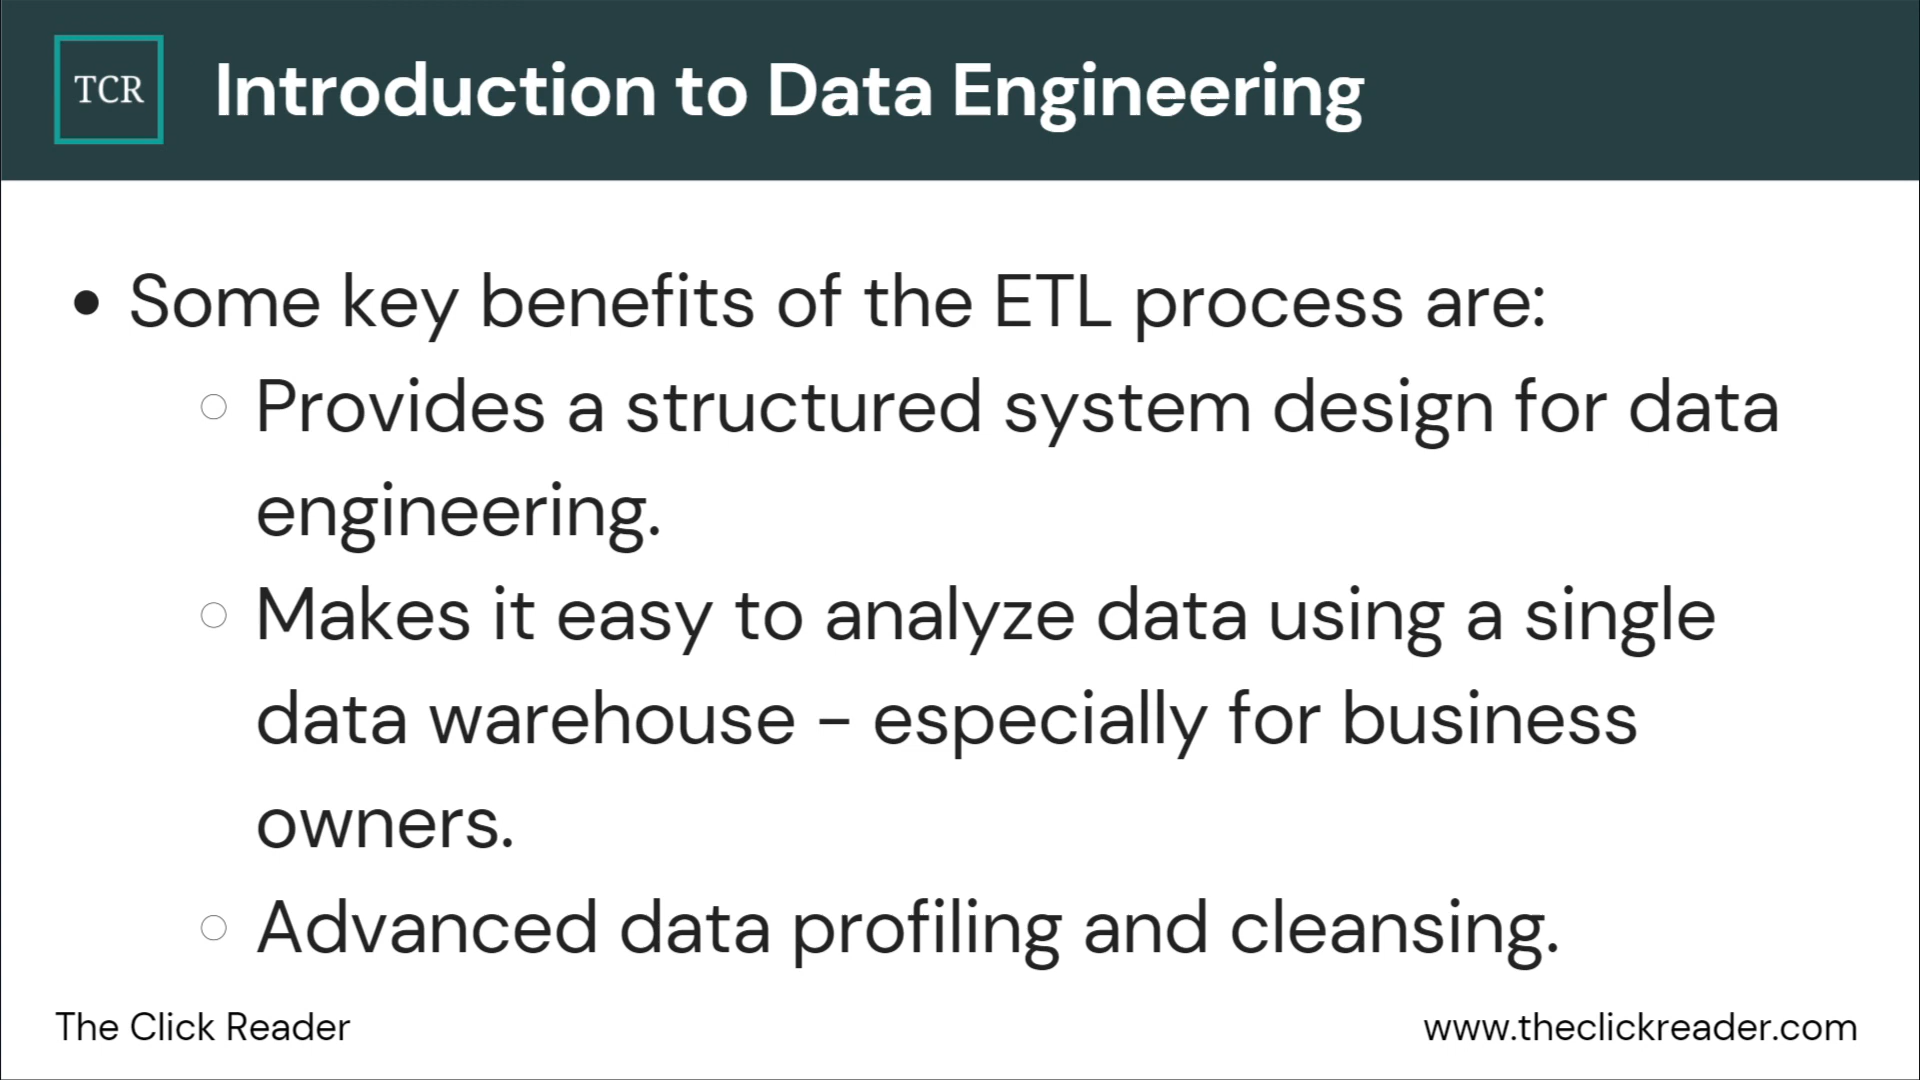 TCR
Introduction to Data Engineering
• Some key benefits of the ETL process are:
○ Provides a structured system design for data
engineering.
○ Makes it easy to analyze data using a single
data warehouse - especially for business
owners.
○ Advanced data profiling and cleansing.
The Click Reader
www.theclickreader.com